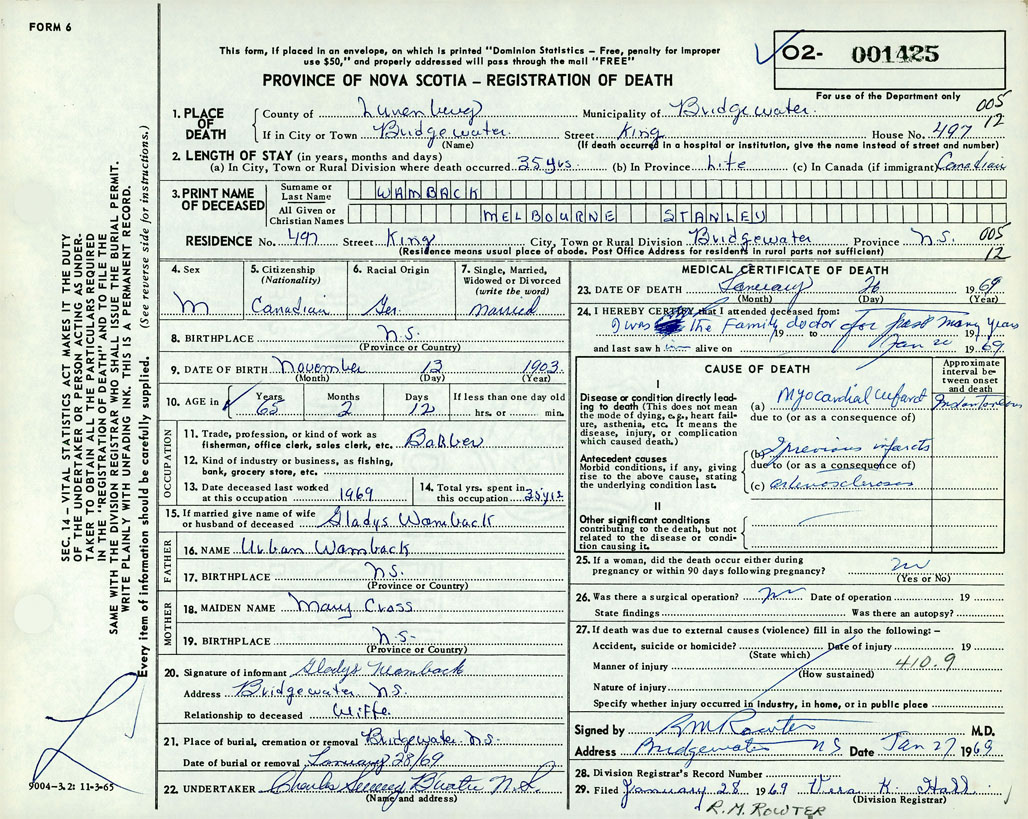 FORM 6
This form, if placed in an envelope, on which is printed "Dominion Statistics – Free, penalty for improper
use $50," and properly addressed will pass through the mail "FREE"
PROVINCE OF NOVA SCOTIA – REGISTRATION OF DEATH
02- 001425
For use of the Department only
005
12
1. PLACE OF DEATH County of Lunenburg Municipality of Bridgewater
If in City or Town Bridgewater Street King House No. 497
(Name) (If death occurred in a hospital or institution, give the name instead of street and number)
2. LENGTH OF STAY (in years, months and days)
(a) In City, Town or Rural Division where death occurred 35 yrs. (b) In Province Life (c) In Canada (if immigrant) Canadian
3. PRINT NAME OF DECEASED Surname or Last Name WAMBACK
All Given or Christian Names MELBOURNE STANLEY
RESIDENCE No. 497 Street King City, Town or Rural Division Bridgewater Province N.S. 005
(Residence means usual place of abode. Post Office Address for residents in rural parts not sufficient) 12
4. Sex M
5. Citizenship (Nationality) Canadian
6. Racial Origin Ger.
7. Single, Married, Widowed or Divorced (write the word) Married
8. BIRTHPLACE N.S.
(Province or Country)
9. DATE OF BIRTH November 13 1903
(Month) (Day) (Year)
10. AGE in Years 65 Months 2 Days 12 If less than one day old
hrs. or min.
OCCUPATION
11. Trade, profession, or kind of work as
fisherman, office clerk, sales clerk, etc. Barber
12. Kind of industry or business, as fishing,
bank, grocery store, etc.
13. Date deceased last worked
at this occupation 1969
14. Total yrs. spent in
this occupation 35 yrs
15. If married give name of wife
or husband of deceased Gladys Wamback
FATHER
16. NAME Urban Wamback
17. BIRTHPLACE N.S.
(Province or Country)
MOTHER
18. MAIDEN NAME Mary Cross
19. BIRTHPLACE N.S.
(Province or Country)
20. Signature of informant Gladys Wamback
Address Bridgewater N.S.
Relationship to deceased Wiffe
21. Place of burial, cremation or removal Bridgewater N.S.
Date of burial or removal January 28/69
22. UNDERTAKER Charles N.S.
(Name and address)
MEDICAL CERTIFICATE OF DEATH
23. DATE OF DEATH January 26 1969
(Month) (Day) (Year)
24. I HEREBY CERTIFY that I attended deceased from:
I was The Family doctor for past many years
19 to 19
and last saw h im alive on Jan 1969
CAUSE OF DEATH
Approximate interval between onset and death
I
Disease or condition directly leading to death (This does not mean the mode of dying, e.g., heart failure, asthenia, etc. It means the disease, injury, or complication which caused death.)
(a) Myocardial infarct Instantaneous
due to (or as a consequence of)
Antecedent causes
Morbid conditions, if any, giving rise to the above cause, stating the underlying condition last.
(b) previous infarcts
due to (or as a consequence of)
(c) arteriosclerosis
II
Other significant conditions
contributing to the death, but not related to the disease or condition causing it.
25. If a woman, did the death occur either during
pregnancy or within 90 days following pregnancy? no
(Yes or No)
26. Was there a surgical operation? no Date of operation 19
State findings Was there an autopsy?
27. If death was due to external causes (violence) fill in also the following: –
Accident, suicide or homicide? Date of injury 19
(State which)
Manner of injury 410.9
(How sustained)
Nature of injury
Specify whether injury occurred in industry, in home, or in public place
Signed by RM Rowter M.D.
Address Bridgewater NS Date Jan 27 1969
28. Division Registrar's Record Number
29. Filed January 28 1969 Vera K. Hall
(Division Registrar)
R.M. ROWTER
SEC. 14 – VITAL STATISTICS ACT MAKES IT THE DUTY
OF THE UNDERTAKER OR PERSON ACTING AS UNDER-
TAKER TO OBTAIN ALL THE PARTICULARS REQUIRED
IN THE "REGISTRATION OF DEATH" AND TO FILE THE
SAME WITH THE DIVISION REGISTRAR WHO SHALL ISSUE THE BURIAL PERMIT.
WRITE PLAINLY WITH UNFADING INK. THIS IS A PERMANENT RECORD.
Every item of information should be carefully supplied. (See reverse side for instructions.)
9004-3.21 11-3-65